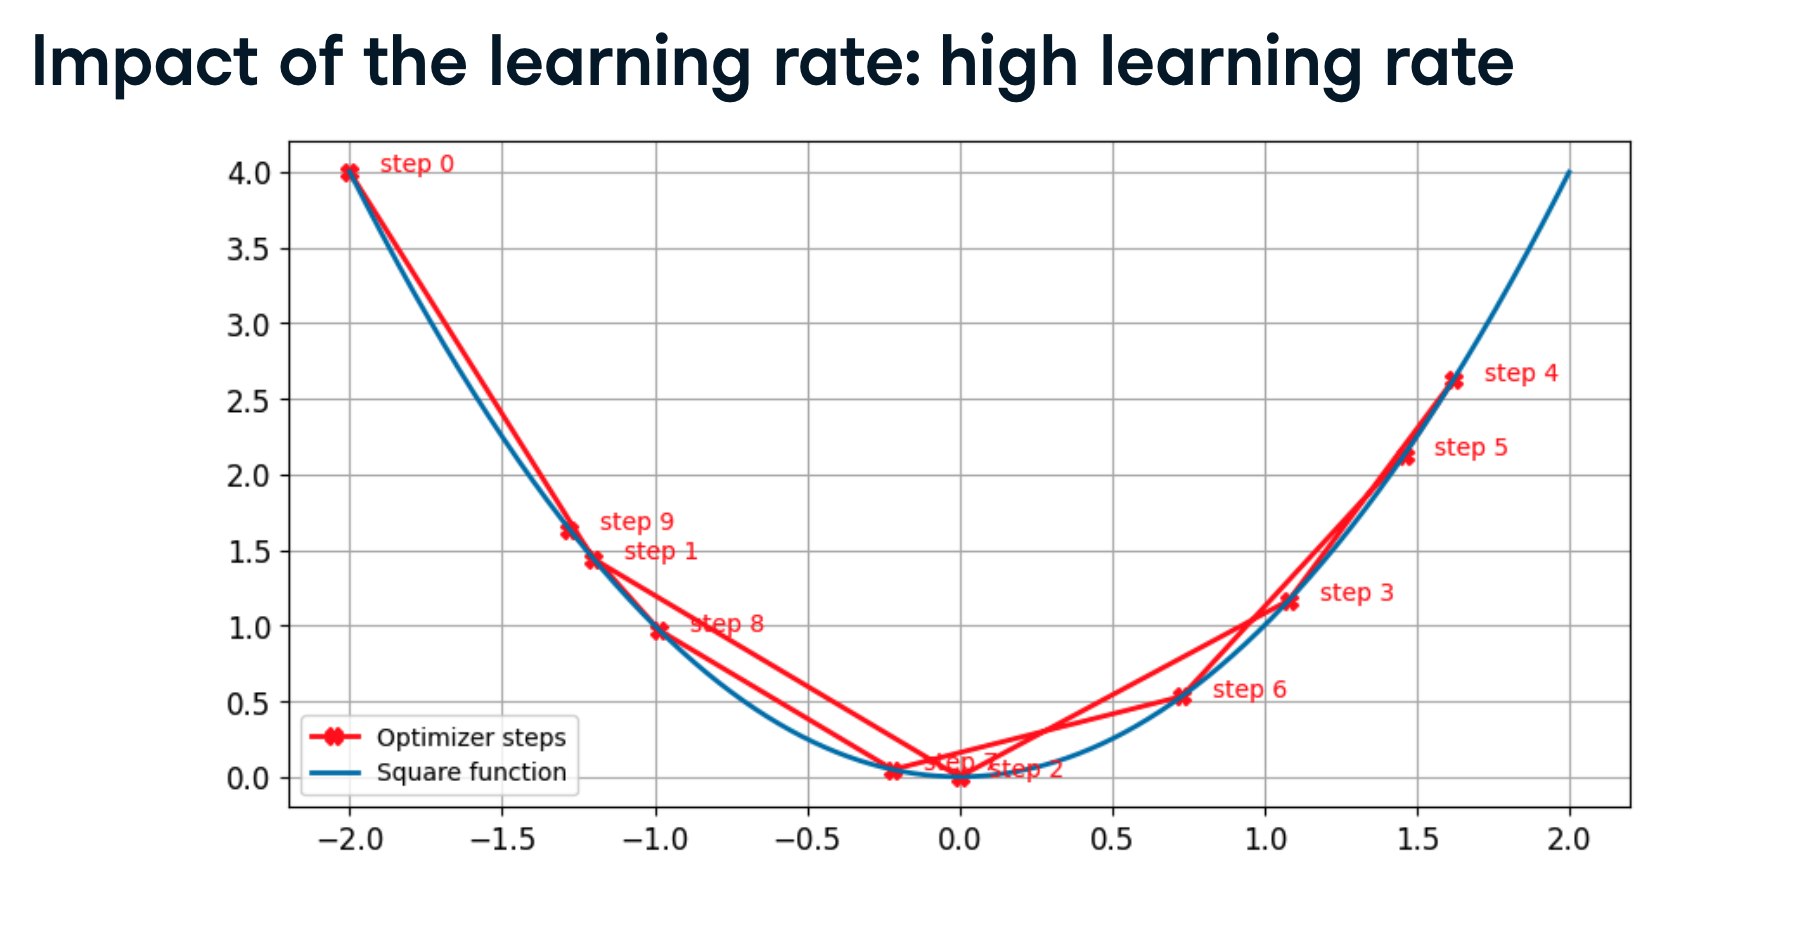 Impact of the learning rate: high learning rate
4.0
3.5
3.0
2.5
2.0
1.5
1.0
0.5
0.0
step 0
step 4
step 5
step 9
step 1
step 3
step 8
step 6
step 7
step 2
Optimizer steps
Square function
−2.0 −1.5 −1.0 −0.5 0.0 0.5 1.0 1.5 2.0